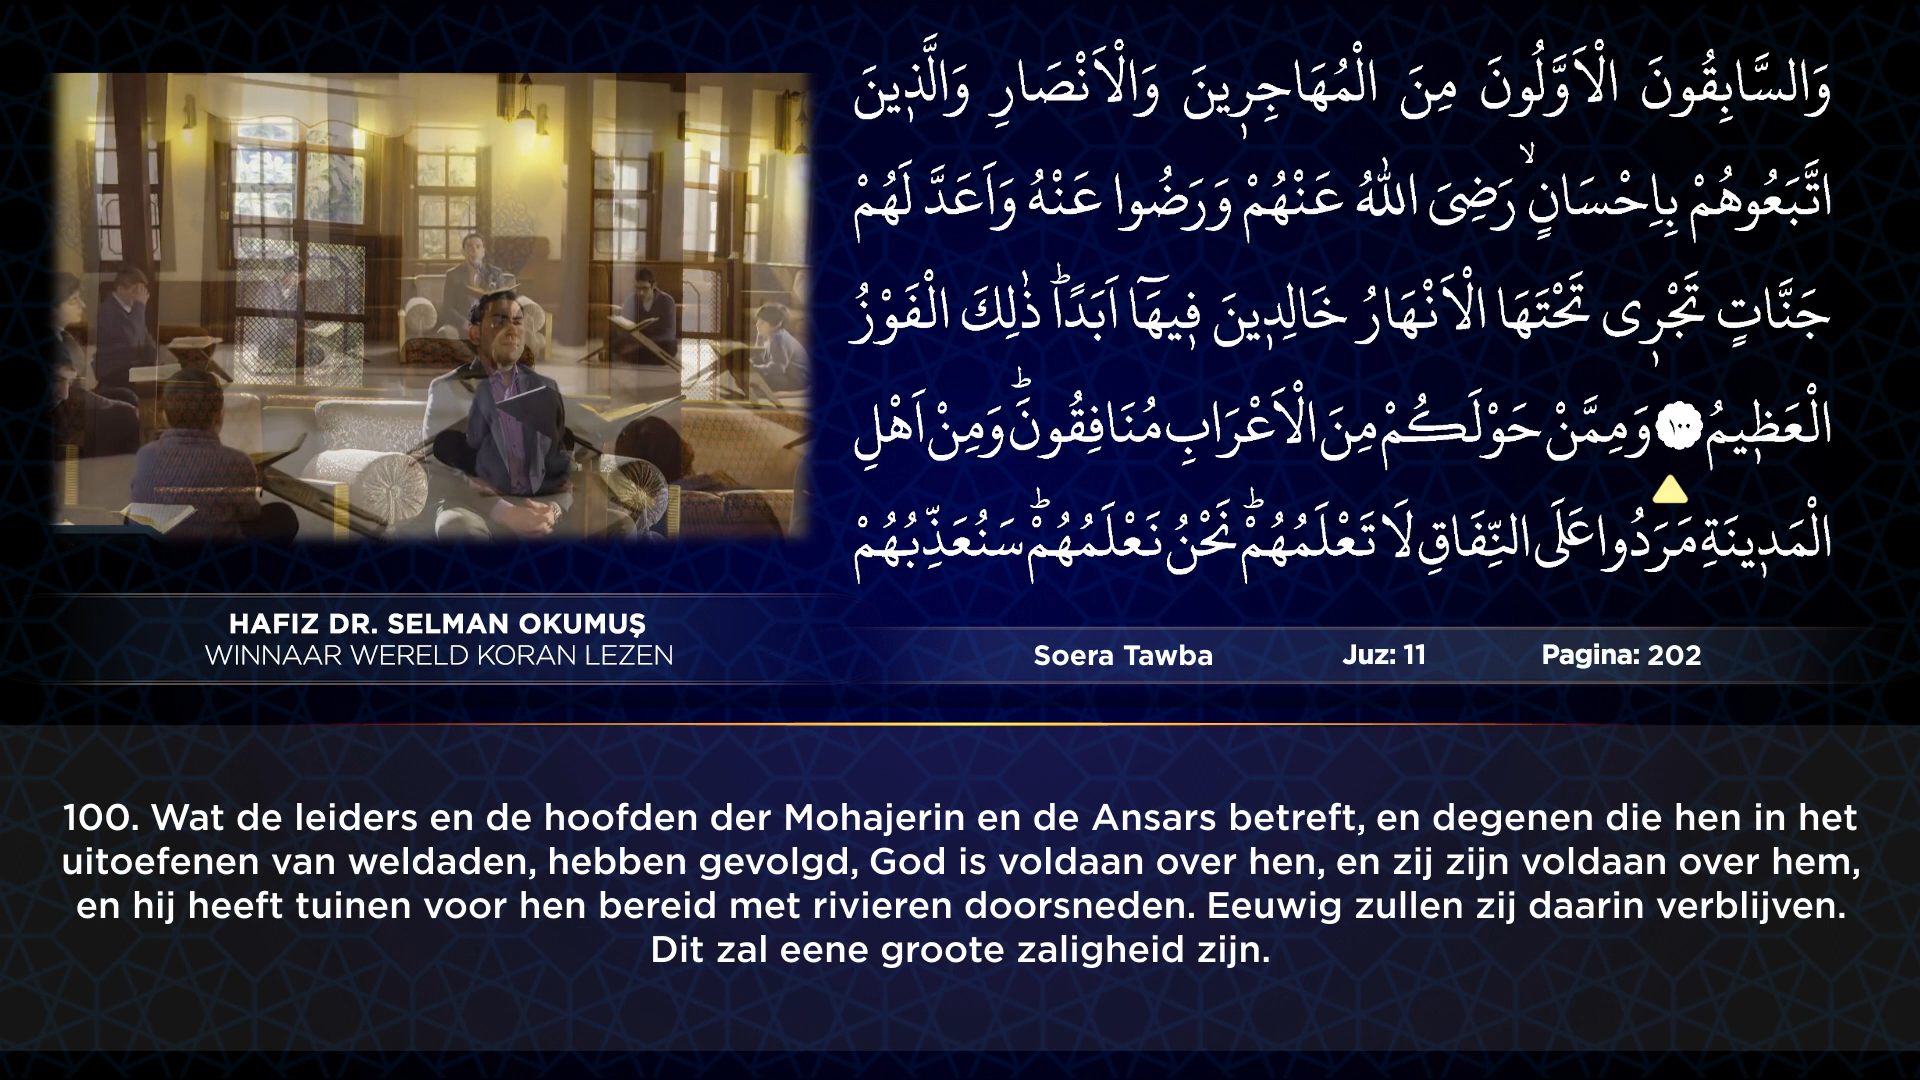 وَالسَّابِقُونَ الْاَوَّلُونَ مِنَ الْمُهَاجِرٖينَ وَالْاَنْصَارِ وَالَّذٖينَ
اتَّبَعُوهُمْ بِاِحْسَانٍۙ رَضِىَ اللّٰهُ عَنْهُمْ وَرَضُوا عَنْهُ وَاَعَدَّ لَهُمْ
جَنَّاتٍ تَجْرٖى تَحْتَهَا الْاَنْهَارُ خَالِدٖينَ فٖيهَٓا اَبَدًاؕ ذٰلِكَ الْفَوْزُ
الْعَظٖيمُ ١٠٠ وَمِمَّنْ حَوْلَكُمْ مِنَ الْاَعْرَابِ مُنَافِقُونَؕ وَمِنْ اَهْلِ
الْمَدٖينَةِ مَرَدُوا عَلَى النِّفَاقِ لَا تَعْلَمُهُمْؕ نَحْنُ نَعْلَمُهُمْؕ سَنُعَذِّبُهُمْ
HAFIZ DR. SELMAN OKUMUŞ
WINNAAR WERELD KORAN LEZEN
Soera Tawba Juz: 11 Pagina: 202
100. Wat de leiders en de hoofden der Mohajerin en de Ansars betreft, en degenen die hen in het
uitoefenen van weldaden, hebben gevolgd, God is voldaan over hen, en zij zijn voldaan over hem,
en hij heeft tuinen voor hen bereid met rivieren doorsneden. Eeuwig zullen zij daarin verblijven.
Dit zal eene groote zaligheid zijn.